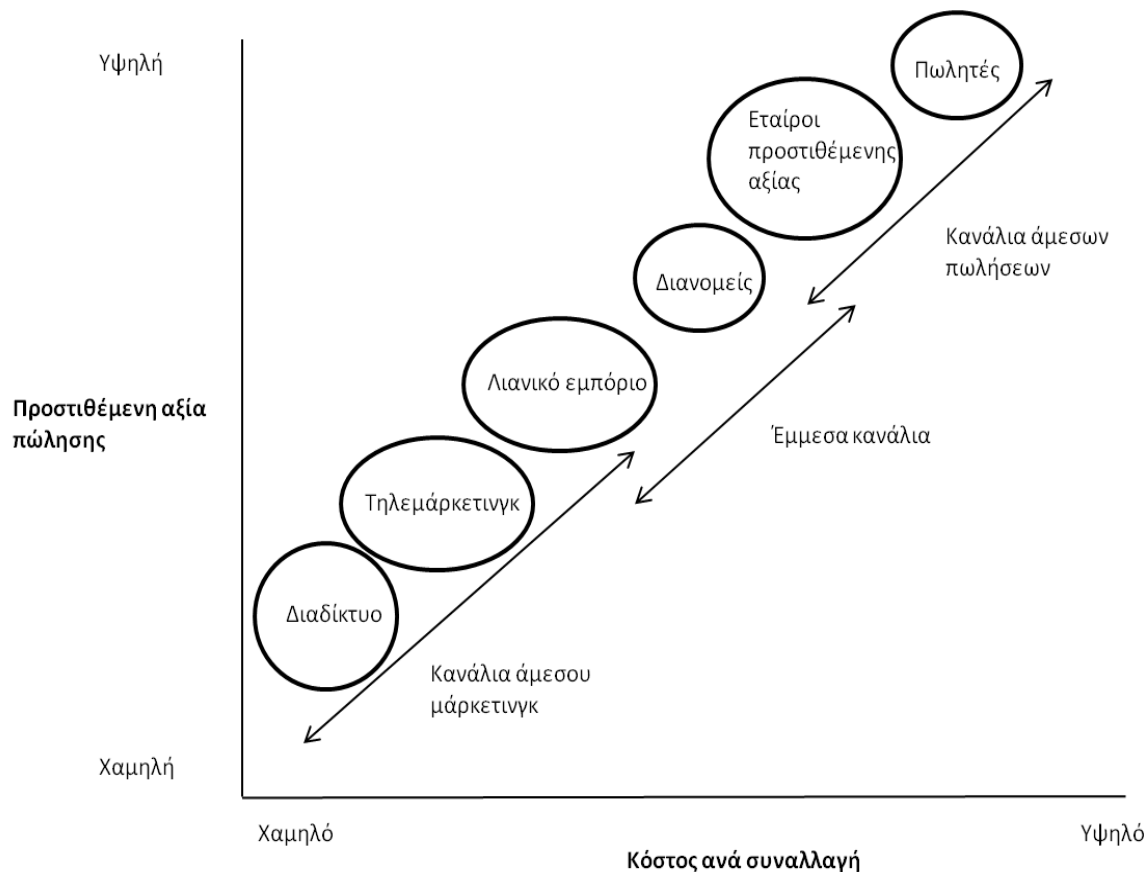 Υψηλή
Πωλητές
Εταίροι
προστιθέμενης
αξίας
Κανάλια άμεσων
πωλήσεων
Διανομείς
Λιανικό εμπόριο
Προστιθέμενη αξία
πώλησης
Έμμεσα κανάλια
Τηλεμάρκετινγκ
Διαδίκτυο
Κανάλια άμεσου
μάρκετινγκ
Χαμηλή
Χαμηλό
Υψηλό
Κόστος ανά συναλλαγή